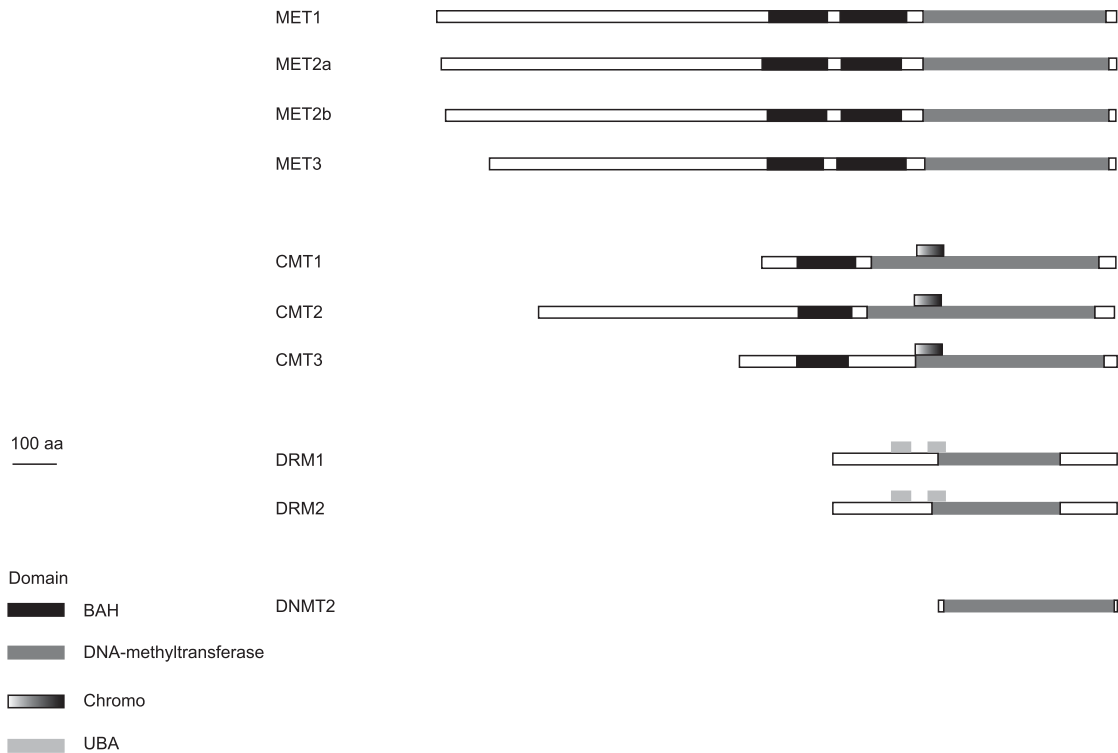 MET1
MET2a
MET2b
MET3
CMT1
CMT2
CMT3
100 aa
DRM1
DRM2
Domain
BAH
DNMT2
DNA-methyltransferase
Chromo
UBA